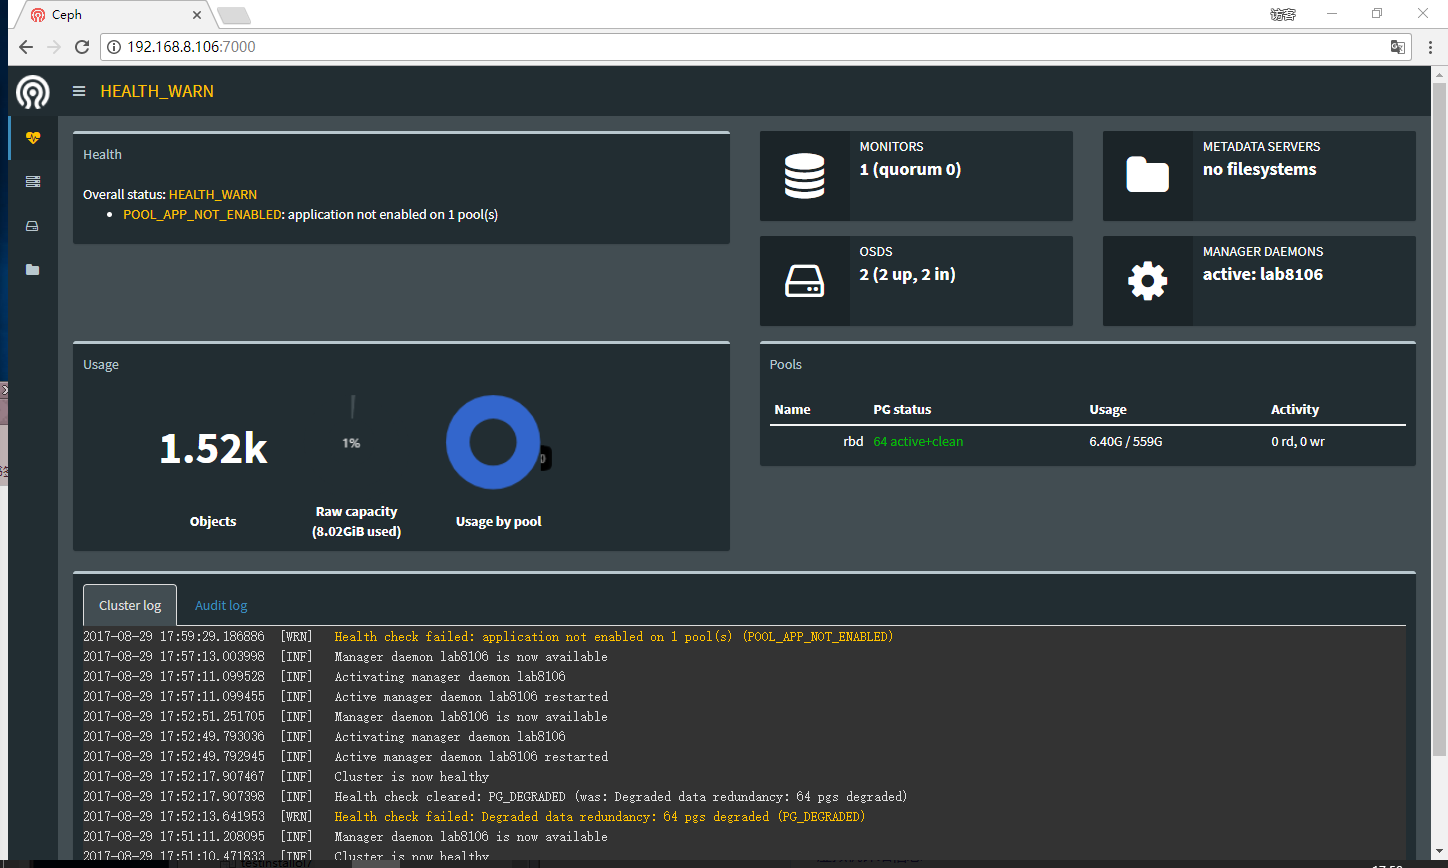 Ceph
访客
192.168.8.106:7000
HEALTH_WARN
Health
Overall status: HEALTH_WARN
POOL_APP_NOT_ENABLED: application not enabled on 1 pool(s)
MONITORS
1 (quorum 0)
METADATA SERVERS
no filesystems
OSDS
2 (2 up, 2 in)
MANAGER DAEMONS
active: lab8106
Usage
1.52k
Objects
1%
Raw capacity
(8.02GiB used)
Usage by pool
Pools
Name PG status Usage Activity
rbd 64 active+clean 6.40G / 559G 0 rd, 0 wr
Cluster log Audit log
2017-08-29 17:59:29.186886 [WRN] Health check failed: application not enabled on 1 pool(s) (POOL_APP_NOT_ENABLED)
2017-08-29 17:57:13.003998 [INF] Manager daemon lab8106 is now available
2017-08-29 17:57:11.099528 [INF] Activating manager daemon lab8106
2017-08-29 17:57:11.099455 [INF] Active manager daemon lab8106 restarted
2017-08-29 17:52:51.251705 [INF] Manager daemon lab8106 is now available
2017-08-29 17:52:49.793036 [INF] Activating manager daemon lab8106
2017-08-29 17:52:49.792945 [INF] Active manager daemon lab8106 restarted
2017-08-29 17:52:17.907467 [INF] Cluster is now healthy
2017-08-29 17:52:17.907398 [INF] Health check cleared: PG_DEGRADED (was: Degraded data redundancy: 64 pgs degraded)
2017-08-29 17:52:13.641953 [WRN] Health check failed: Degraded data redundancy: 64 pgs degraded (PG_DEGRADED)
2017-08-29 17:51:11.208095 [INF] Manager daemon lab8106 is now available
2017-08-29 17:51:10.471833 [INF] Cluster is now healthy